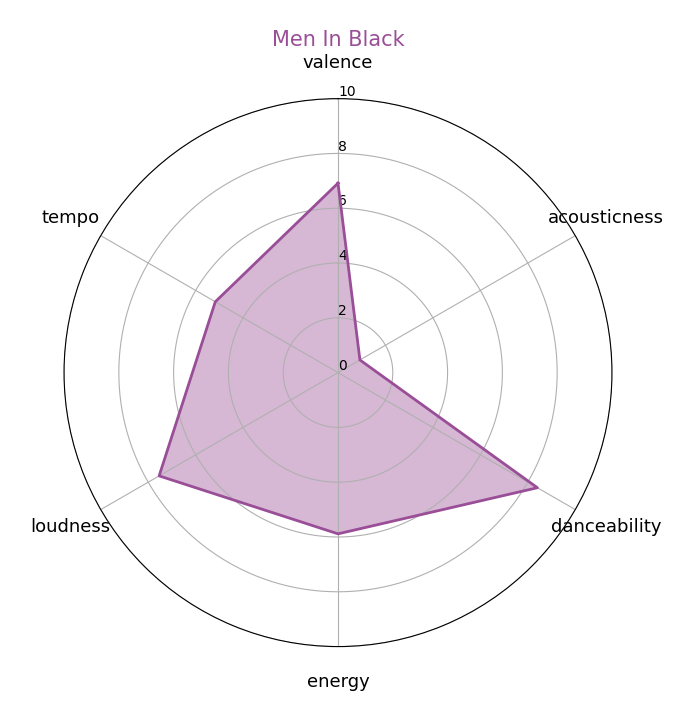 Men In Black
valence
10
8
tempo
acousticness
6
4
2
0
loudness
danceability
energy